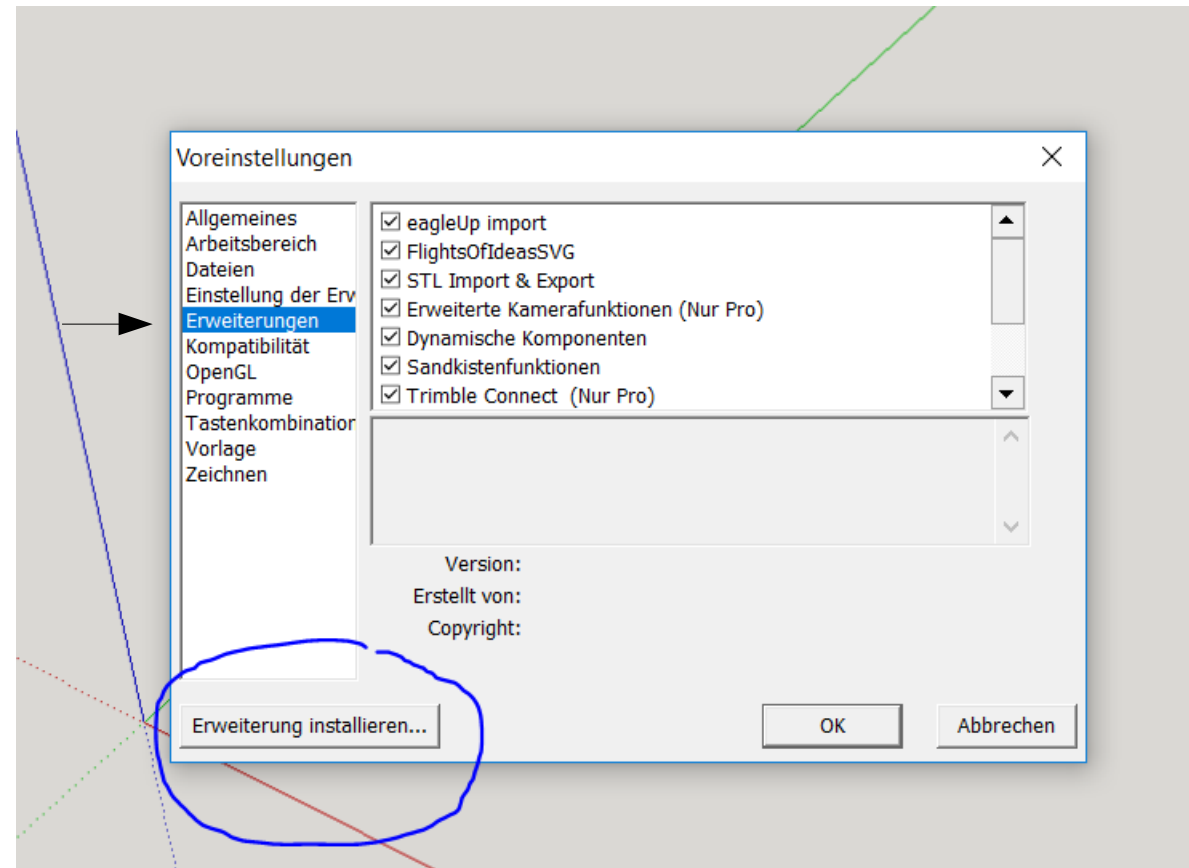 Voreinstellungen
Allgemeines
Arbeitsbereich
Dateien
Einstellung der Erw
Erweiterungen
Kompatibilität
OpenGL
Programme
Tastenkombination
Vorlage
Zeichnen
eagleUp import
FlightsOfIdeasSVG
STL Import & Export
Erweiterte Kamerafunktionen (Nur Pro)
Dynamische Komponenten
Sandkistenfunktionen
Trimble Connect (Nur Pro)
Version:
Erstellt von:
Copyright:
Erweiterung installieren...
OK
Abbrechen